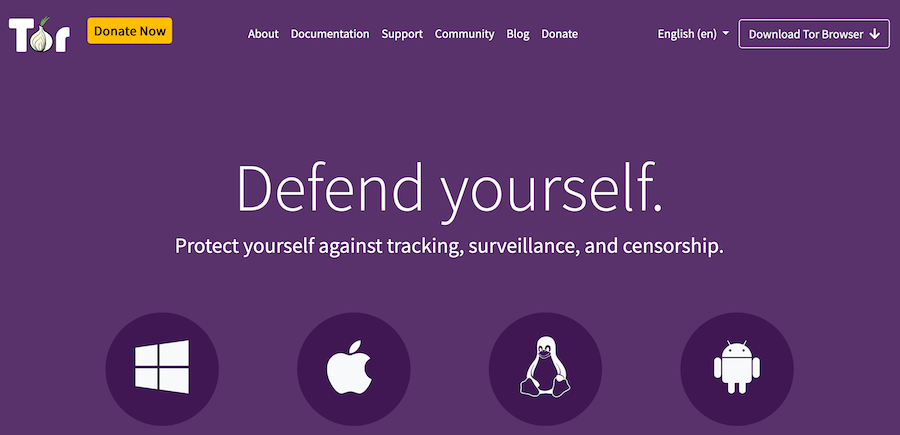 Tor
Donate Now
About Documentation Support Community Blog Donate
English (en)
Download Tor Browser
Defend yourself.
Protect yourself against tracking, surveillance, and censorship.